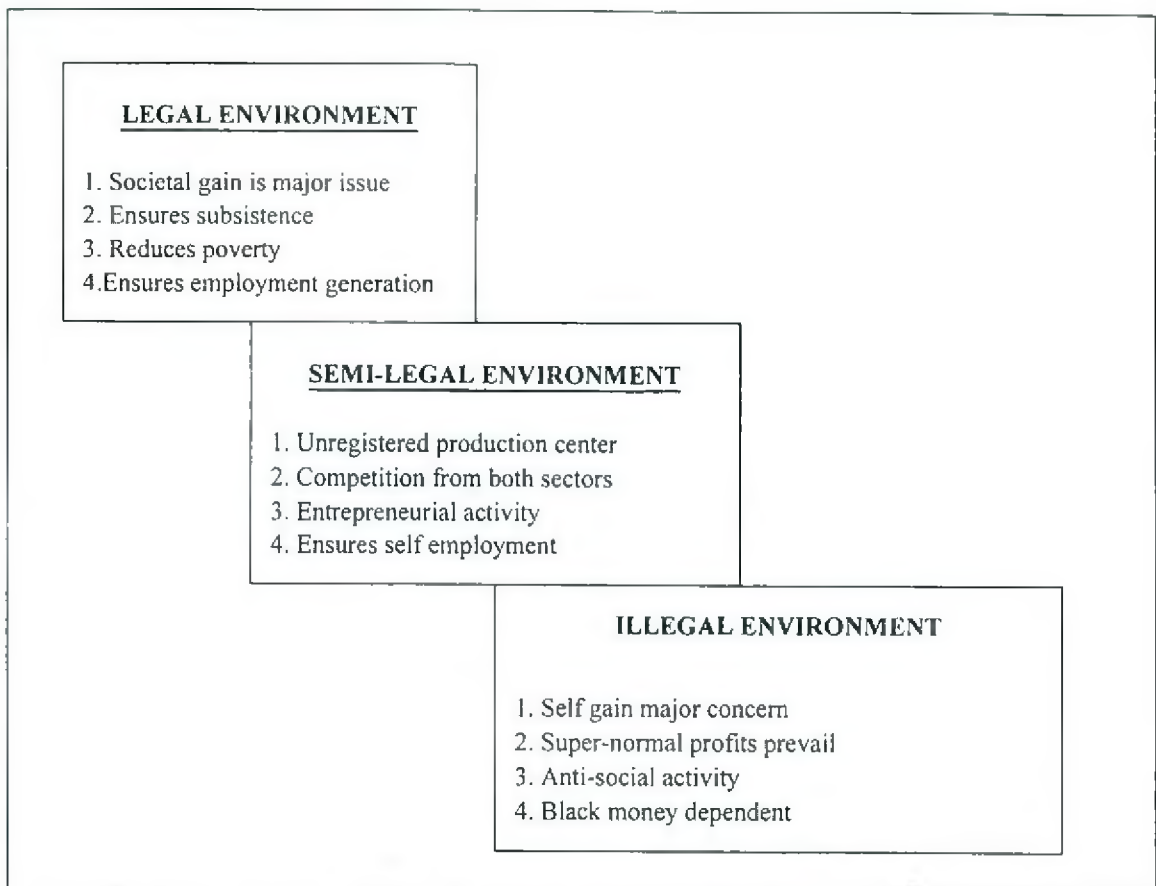 LEGAL ENVIRONMENT
1. Societal gain is major issue
2. Ensures subsistence
3. Reduces poverty
4.Ensures employment generation
SEMI-LEGAL ENVIRONMENT
1. Unregistered production center
2. Competition from both sectors
3. Entrepreneurial activity
4. Ensures self employment
ILLEGAL ENVIRONMENT
1. Self gain major concern
2. Super-normal profits prevail
3. Anti-social activity
4. Black money dependent